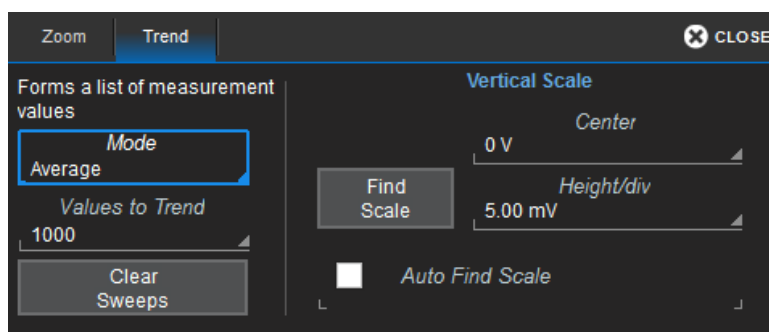 Zoom
Trend
CLOSE
Forms a list of measurement
values
Mode
Average
Values to Trend
1000
Clear
Sweeps
Vertical Scale
Center
0 V
Find
Scale
Height/div
5.00 mV
Auto Find Scale